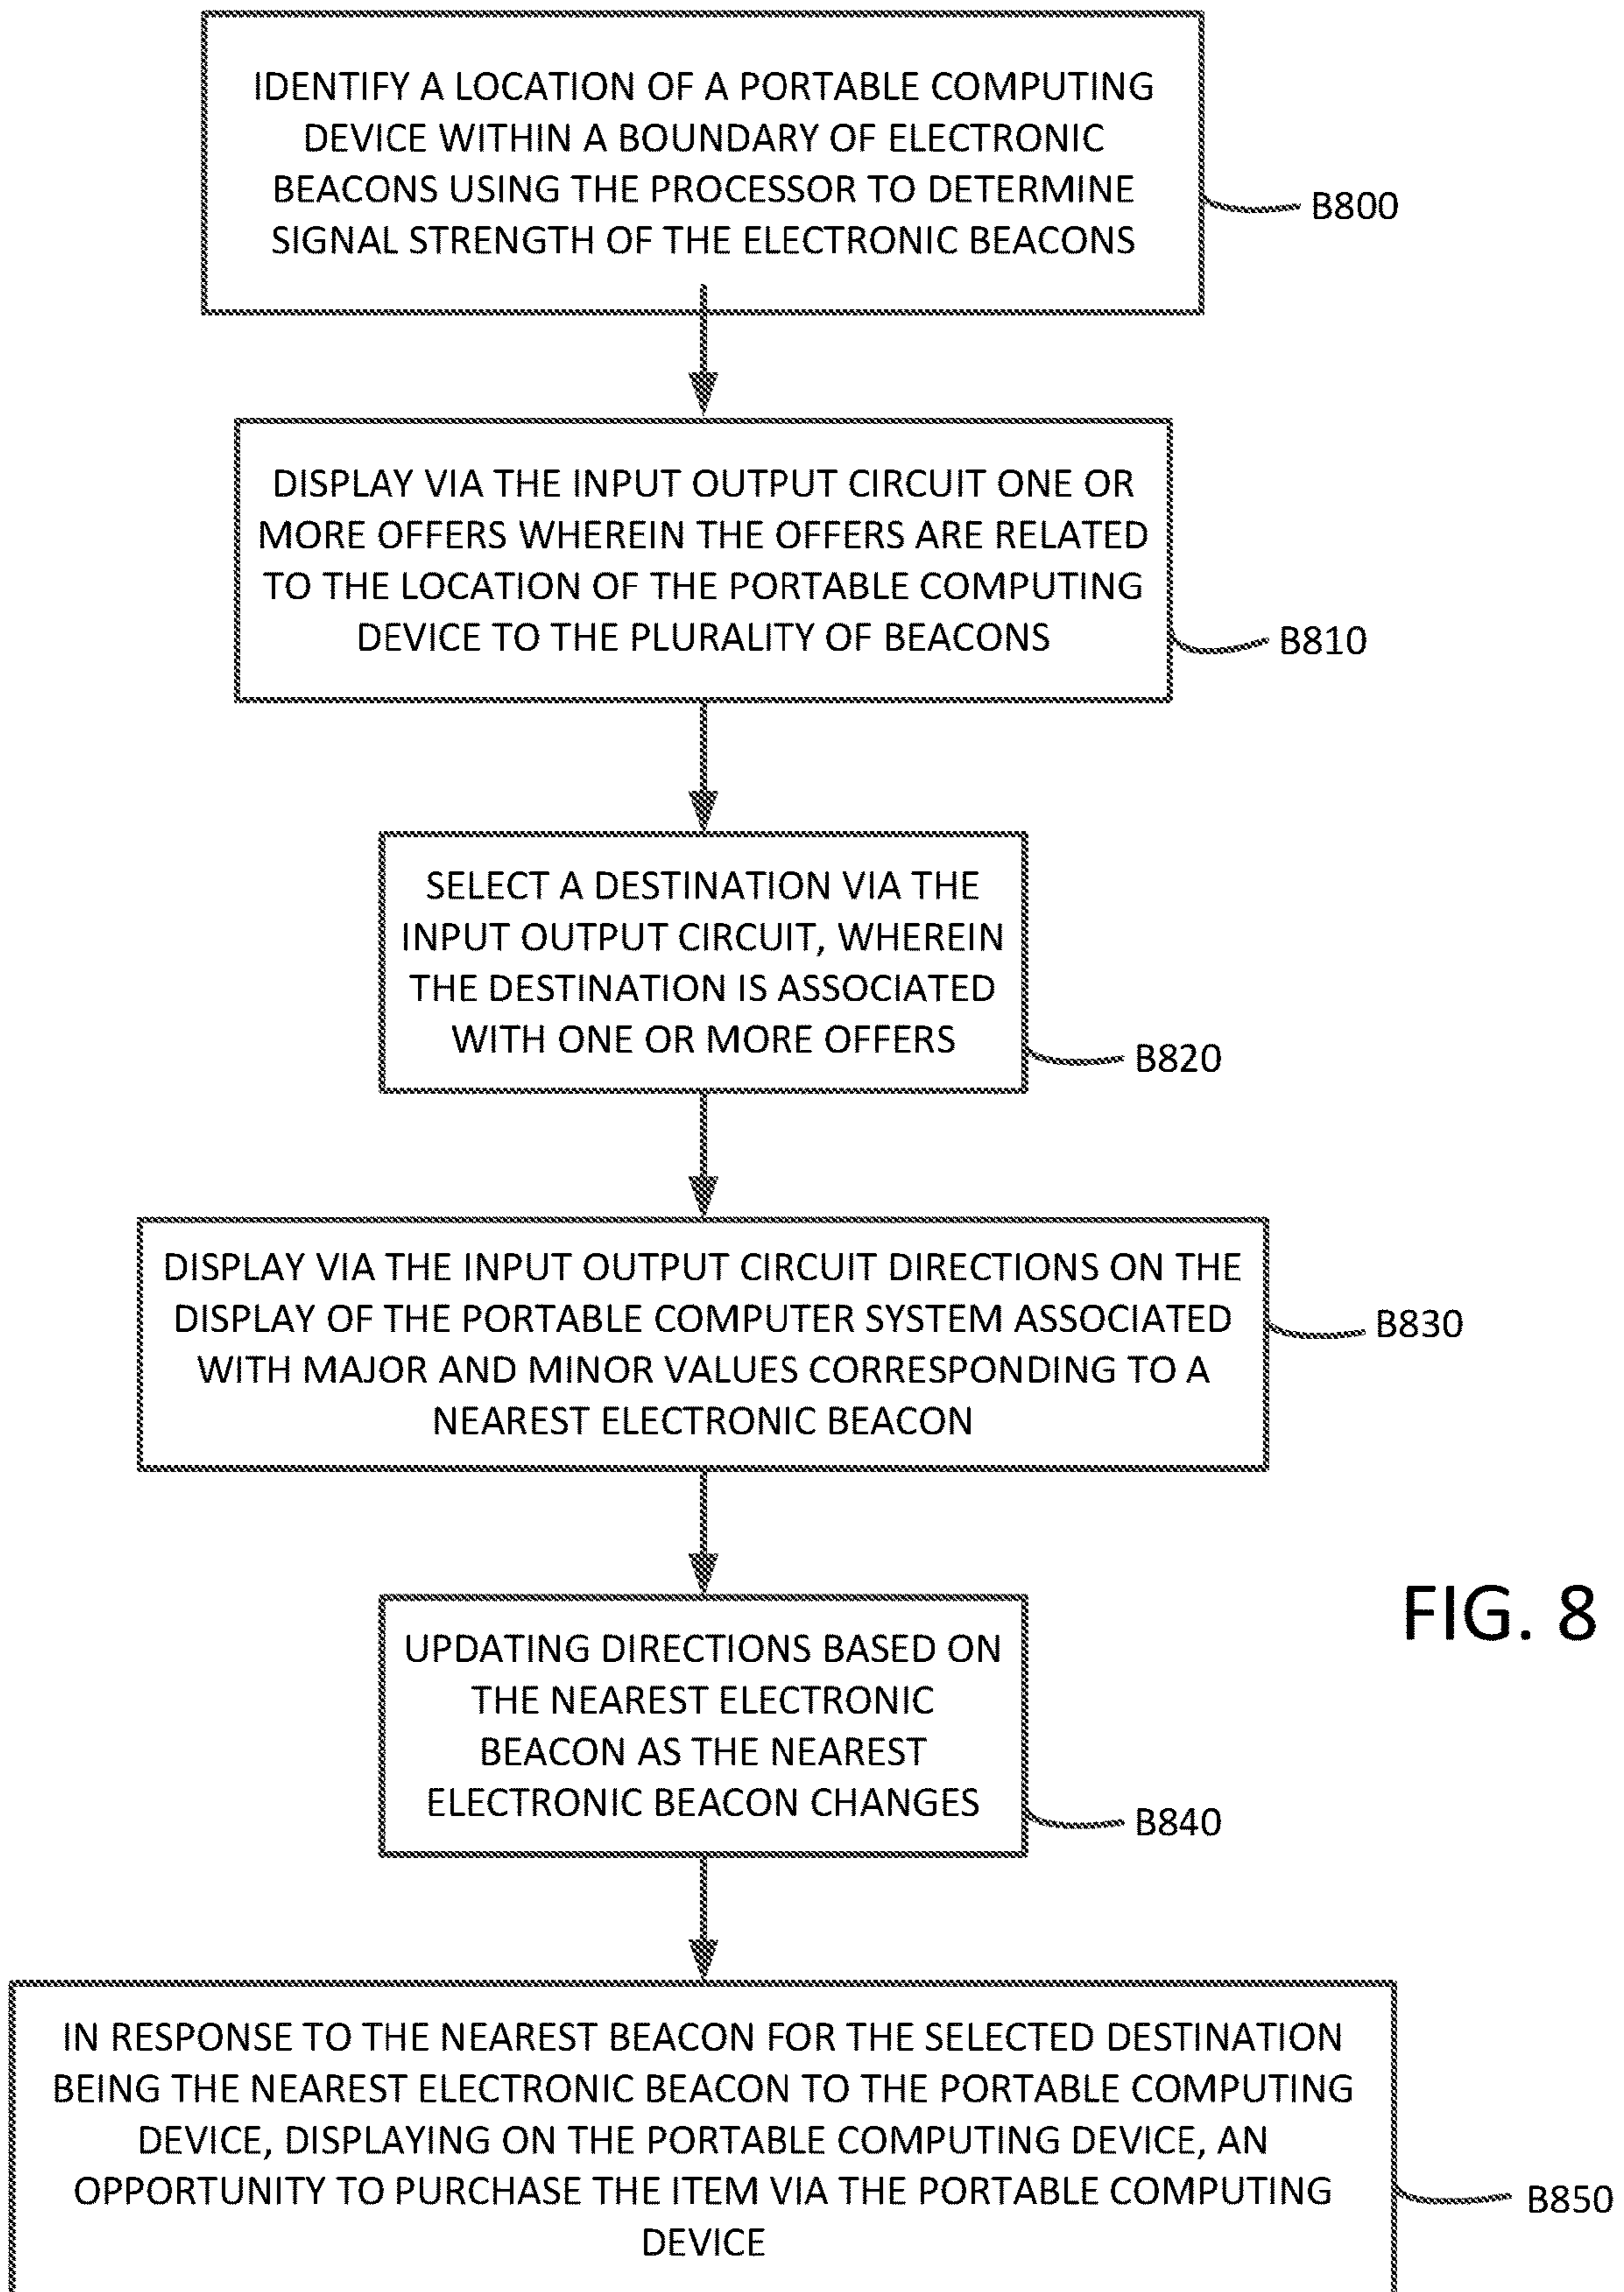 IDENTIFY A LOCATION OF A PORTABLE COMPUTING
DEVICE WITHIN A BOUNDARY OF ELECTRONIC
BEACONS USING THE PROCESSOR TO DETERMINE
SIGNAL STRENGTH OF THE ELECTRONIC BEACONS
B800
DISPLAY VIA THE INPUT OUTPUT CIRCUIT ONE OR
MORE OFFERS WHEREIN THE OFFERS ARE RELATED
TO THE LOCATION OF THE PORTABLE COMPUTING
DEVICE TO THE PLURALITY OF BEACONS
B810
SELECT A DESTINATION VIA THE
INPUT OUTPUT CIRCUIT, WHEREIN
THE DESTINATION IS ASSOCIATED
WITH ONE OR MORE OFFERS
B820
DISPLAY VIA THE INPUT OUTPUT CIRCUIT DIRECTIONS ON THE
DISPLAY OF THE PORTABLE COMPUTER SYSTEM ASSOCIATED
WITH MAJOR AND MINOR VALUES CORRESPONDING TO A
NEAREST ELECTRONIC BEACON
B830
UPDATING DIRECTIONS BASED ON
THE NEAREST ELECTRONIC
BEACON AS THE NEAREST
ELECTRONIC BEACON CHANGES
B840
FIG. 8
IN RESPONSE TO THE NEAREST BEACON FOR THE SELECTED DESTINATION
BEING THE NEAREST ELECTRONIC BEACON TO THE PORTABLE COMPUTING
DEVICE, DISPLAYING ON THE PORTABLE COMPUTING DEVICE, AN
OPPORTUNITY TO PURCHASE THE ITEM VIA THE PORTABLE COMPUTING
DEVICE
B850